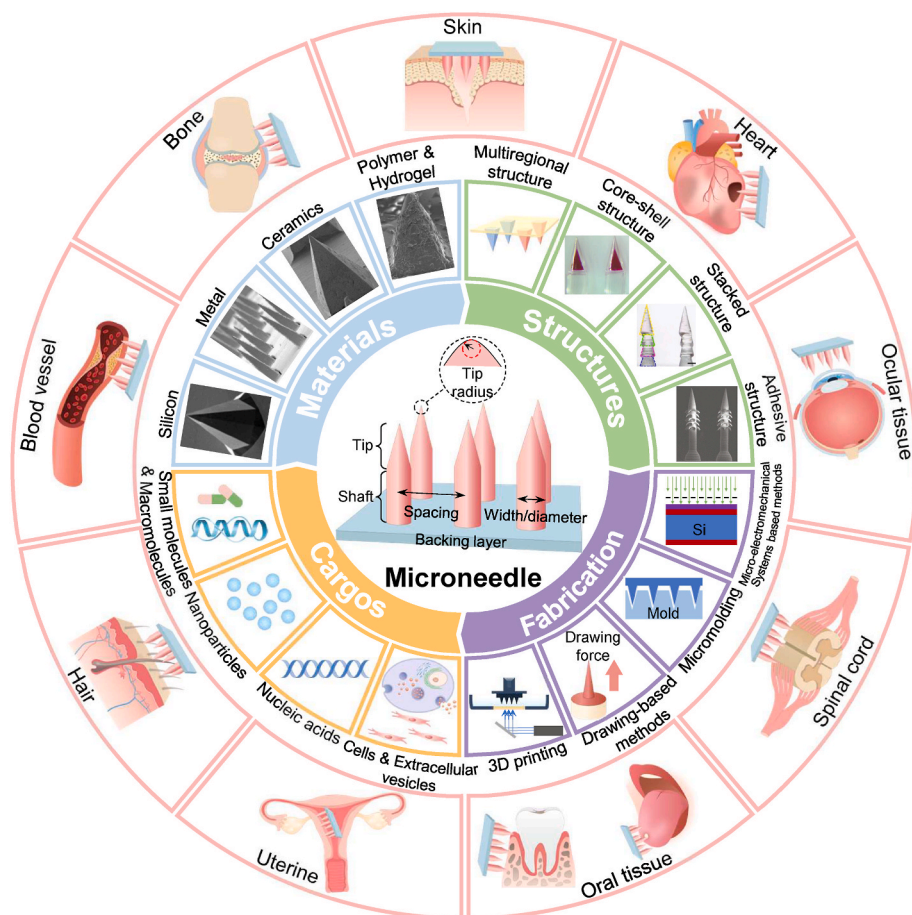 Skin
Heart
Ocular tissue
Spinal cord
Oral tissue
Uterine
Hair
Blood vessel
Bone
Materials
Silicon
Metal
Ceramics
Polymer &
Hydrogel
Structures
Multiregional
structure
Core-shell
structure
Stacked
structure
Adhesive
structure
Fabrication
Micro-electromechanical
Systems based methods
Si
Micromolding
Mold
Drawing-based
methods
Drawing
force
3D printing
Cargos
Cells & Extracellular
vesicles
Nucleic acids
Nanoparticles
Small molecules
& Macromolecules
Tip
radius
Tip
Shaft
Spacing
Width/diameter
Backing layer
Microneedle